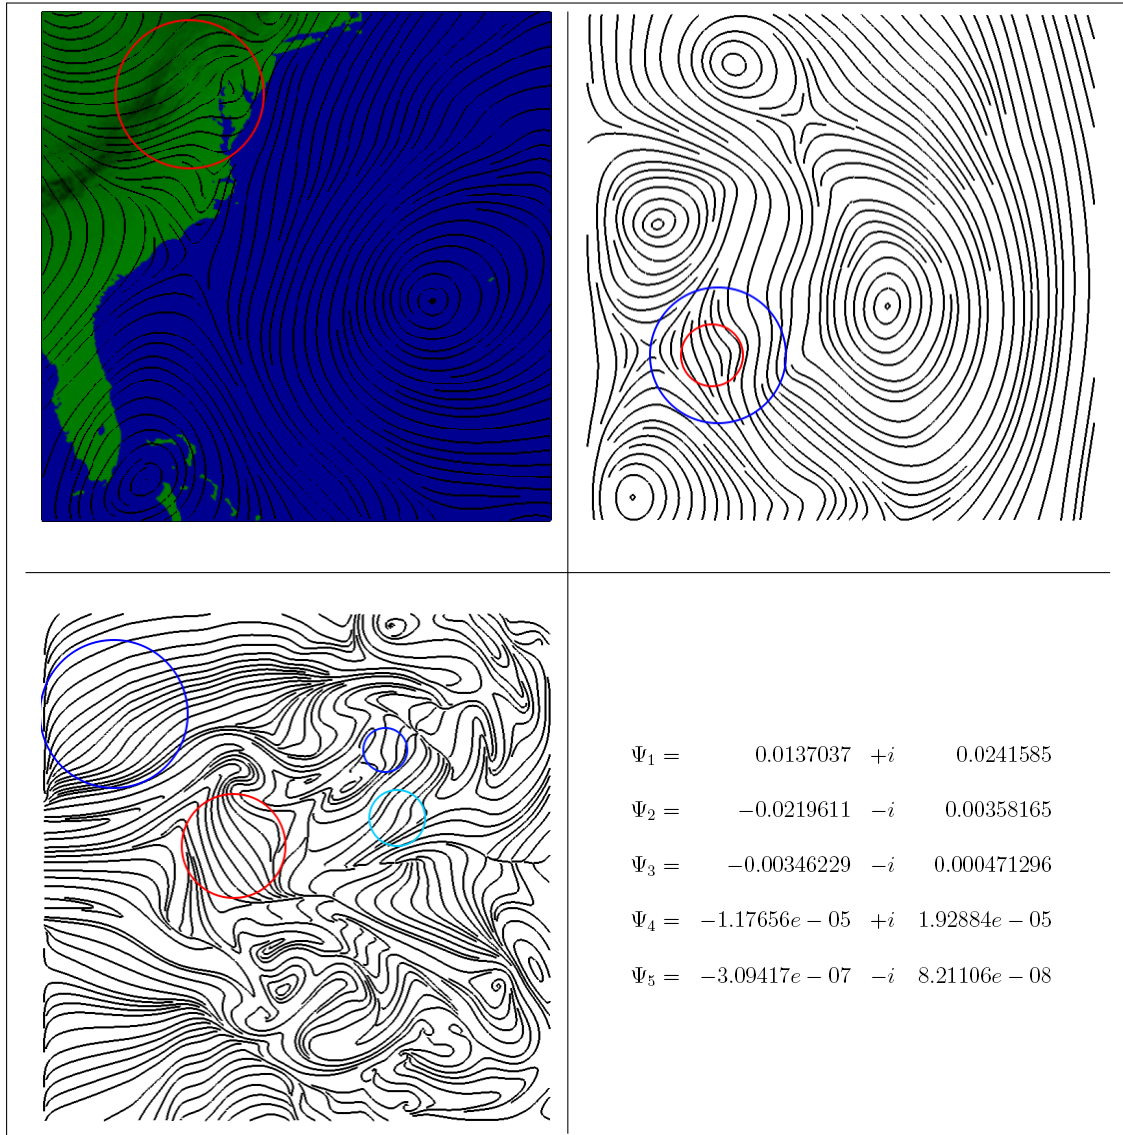 Ψ₁ = 0.0137037 +i 0.0241585
Ψ₂ = −0.0219611 −i 0.00358165
Ψ₃ = −0.00346229 −i 0.000471296
Ψ₄ = −1.17656e − 05 +i 1.92884e − 05
Ψ₅ = −3.09417e − 07 −i 8.21106e − 08